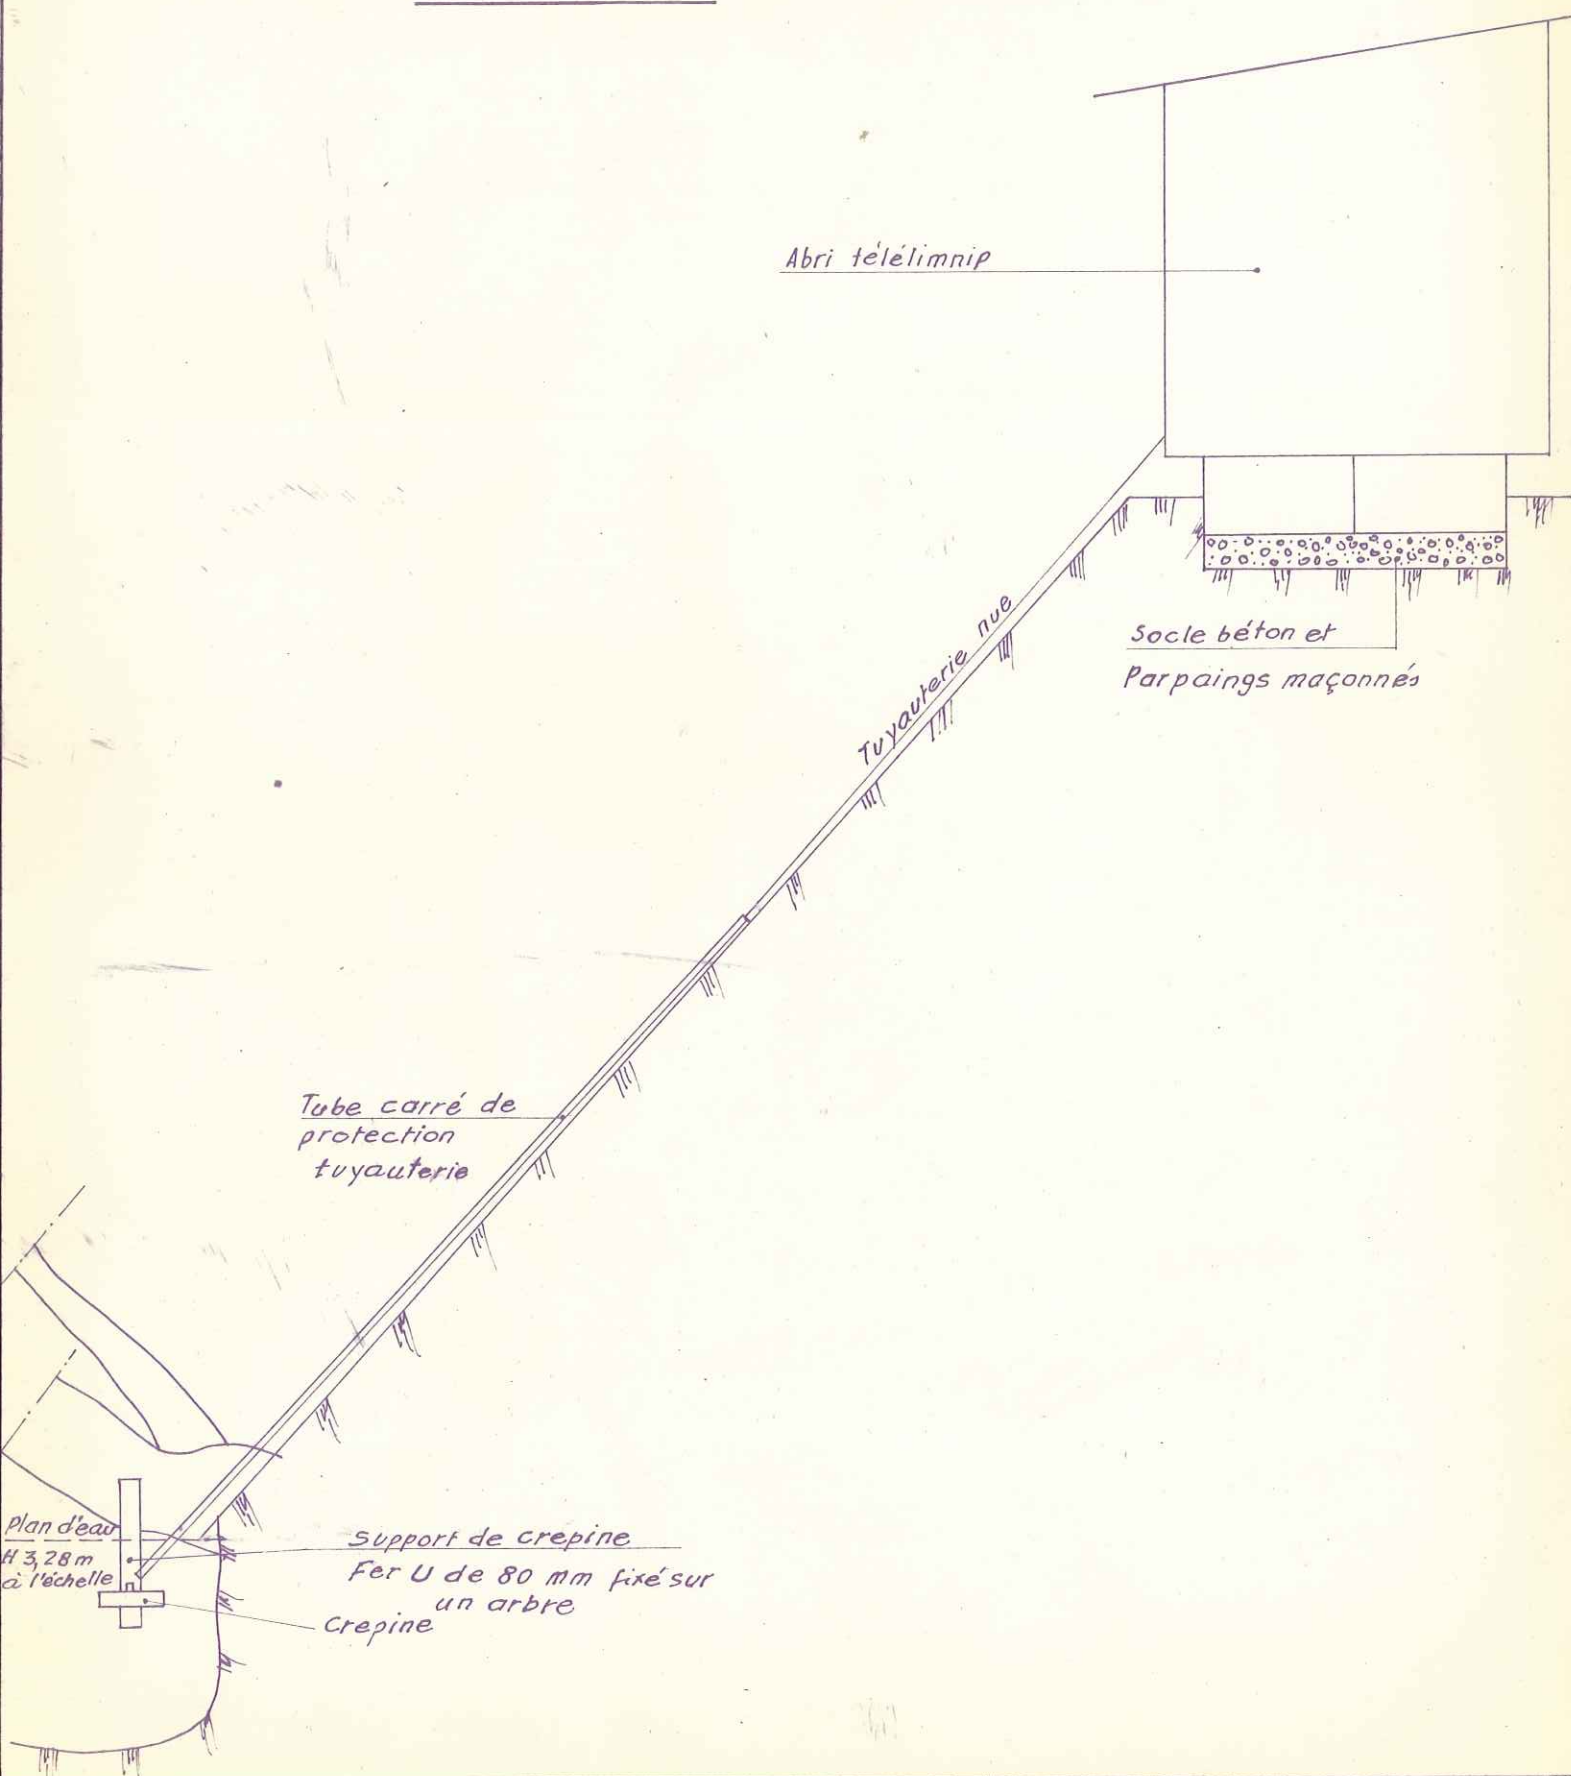 Abri télélimnip
Tuyauterie nue
Socle béton et
Parpaings maçonnés
Tube carré de
protection
tuyauterie
Plan d'eau
H 3,28 m
à l'échelle
Support de crepine
Fer U de 80 mm fixé sur
un arbre
Crepine